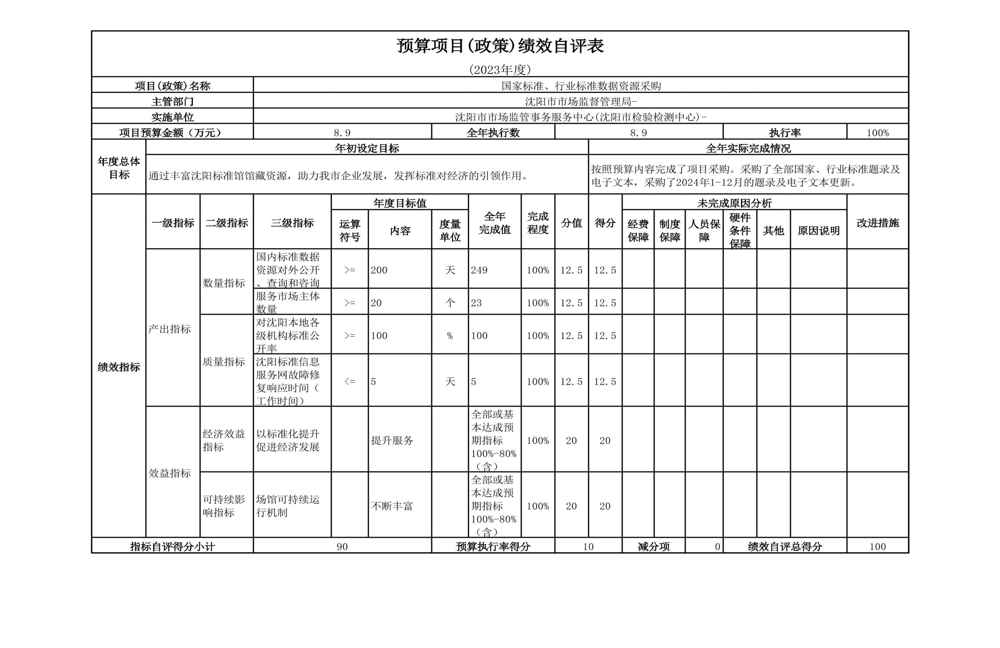 预算项目(政策)绩效自评表
(2023年度)
项目(政策)名称 国家标准、行业标准数据资源采购
主管部门 沈阳市市场监督管理局-
实施单位 沈阳市市场监管事务服务中心(沈阳市检验检测中心)-
项目预算金额（万元） 8.9 全年执行数 8.9 执行率 100%
年度总体
目标
年初设定目标 全年实际完成情况
通过丰富沈阳标准馆馆藏资源，助力我市企业发展，发挥标准对经济的引领作用。
按照预算内容完成了项目采购。采购了全部国家、行业标准题录及
电子文本，采购了2024年1-12月的题录及电子文本更新。
绩效指标
一级指标 二级指标 三级指标
年度目标值
运算
符号
内容
度量
单位
全年
完成值
完成
程度
分值 得分
未完成原因分析
经费
保障
制度
保障
人员保
障
硬件
条件
保障
其他 原因说明
改进措施
产出指标
数量指标
国内标准数据
资源对外公开
、查询和咨询
>= 200 天 249 100% 12.5 12.5
服务市场主体
数量
>= 20 个 23 100% 12.5 12.5
质量指标
对沈阳本地各
级机构标准公
开率
>= 100 % 100 100% 12.5 12.5
沈阳标准信息
服务网故障修
复响应时间（
工作时间）
<= 5 天 5 100% 12.5 12.5
效益指标
经济效益
指标
以标准化提升
促进经济发展
提升服务
全部或基
本达成预
期指标
100%-80%
（含）
100% 20 20
可持续影
响指标
场馆可持续运
行机制
不断丰富
全部或基
本达成预
期指标
100%-80%
（含）
100% 20 20
指标自评得分小计 90 预算执行率得分 10 减分项 0 绩效自评总得分 100